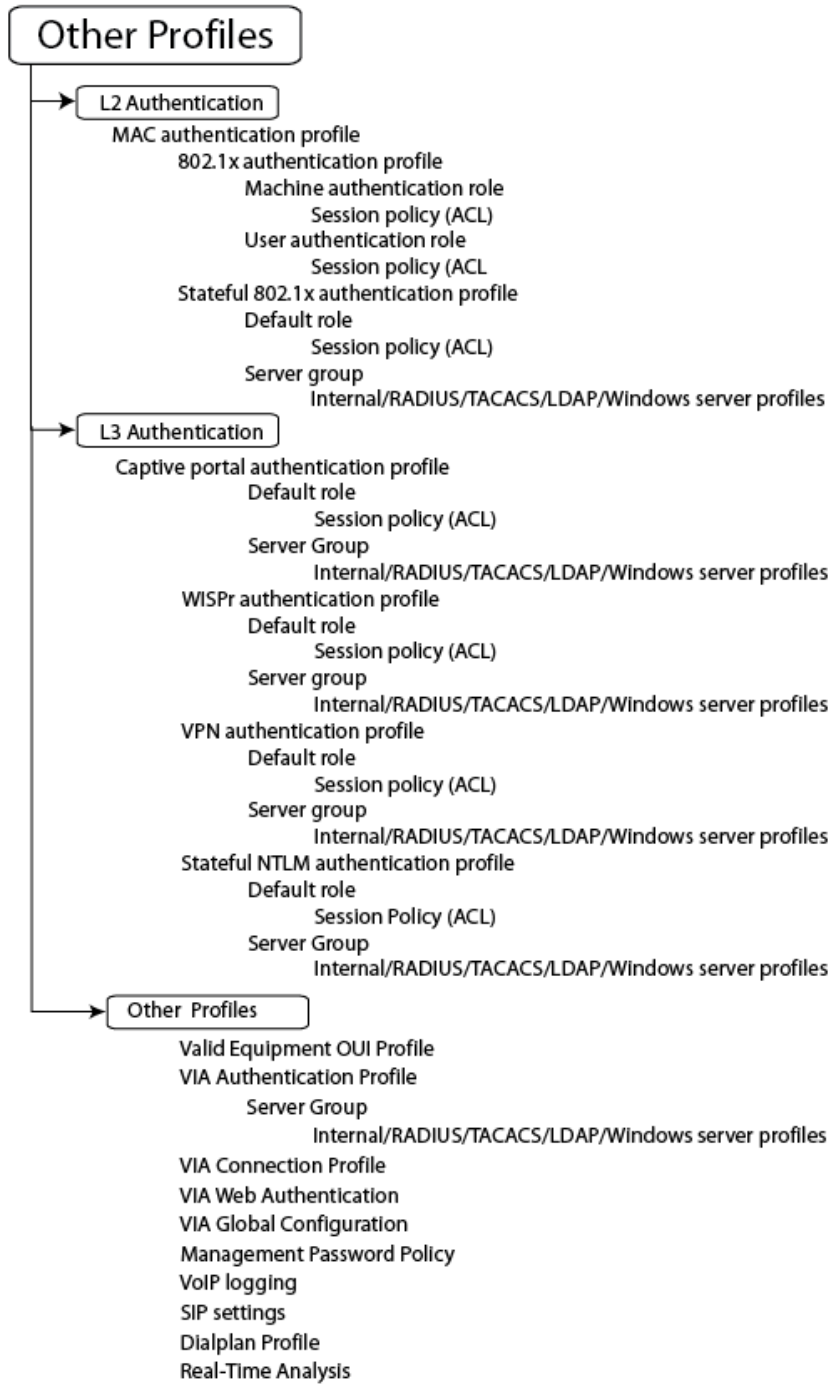 Other Profiles
L2 Authentication
MAC authentication profile
802.1x authentication profile
Machine authentication role
Session policy (ACL)
User authentication role
Session policy (ACL
Stateful 802.1x authentication profile
Default role
Session policy (ACL)
Server group
Internal/RADIUS/TACACS/LDAP/Windows server profiles
L3 Authentication
Captive portal authentication profile
Default role
Session policy (ACL)
Server Group
Internal/RADIUS/TACACS/LDAP/Windows server profiles
WISPr authentication profile
Default role
Session policy (ACL)
Server group
Internal/RADIUS/TACACS/LDAP/Windows server profiles
VPN authentication profile
Default role
Session policy (ACL)
Server group
Internal/RADIUS/TACACS/LDAP/Windows server profiles
Stateful NTLM authentication profile
Default role
Session Policy (ACL)
Server Group
Internal/RADIUS/TACACS/LDAP/Windows server profiles
Other Profiles
Valid Equipment OUI Profile
VIA Authentication Profile
Server Group
Internal/RADIUS/TACACS/LDAP/Windows server profiles
VIA Connection Profile
VIA Web Authentication
VIA Global Configuration
Management Password Policy
VoIP logging
SIP settings
Dialplan Profile
Real-Time Analysis